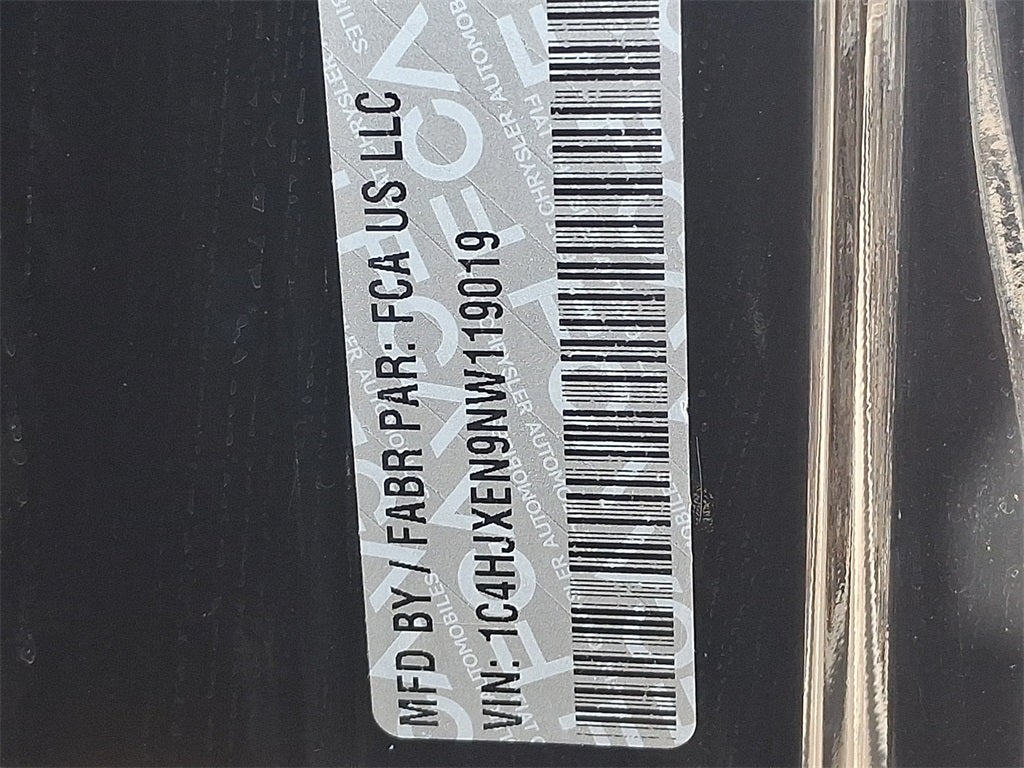 MFD BY / FABR PAR: FCA US LLC
VIN: 1C4HJXEN9NW119019